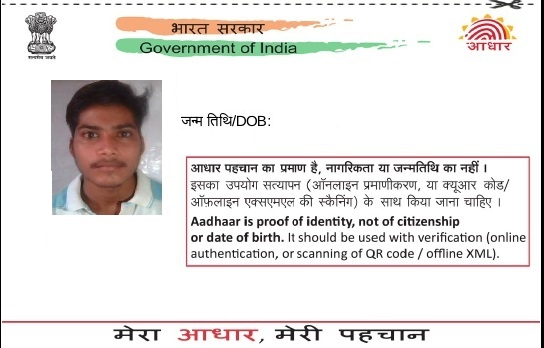 भारत सरकार
Government of India
सत्यमेव जयते
आधार
जन्म तिथि/DOB:
आधार पहचान का प्रमाण है, नागरिकता या जन्मतिथि का नहीं ।
इसका उपयोग सत्यापन (ऑनलाइन प्रमाणीकरण, या क्यूआर कोड/
ऑफ़लाइन एक्सएमएल की स्कैनिंग) के साथ किया जाना चाहिए ।
Aadhaar is proof of identity, not of citizenship
or date of birth. It should be used with verification (online
authentication, or scanning of QR code / offline XML).
मेरा आधार, मेरी पहचान